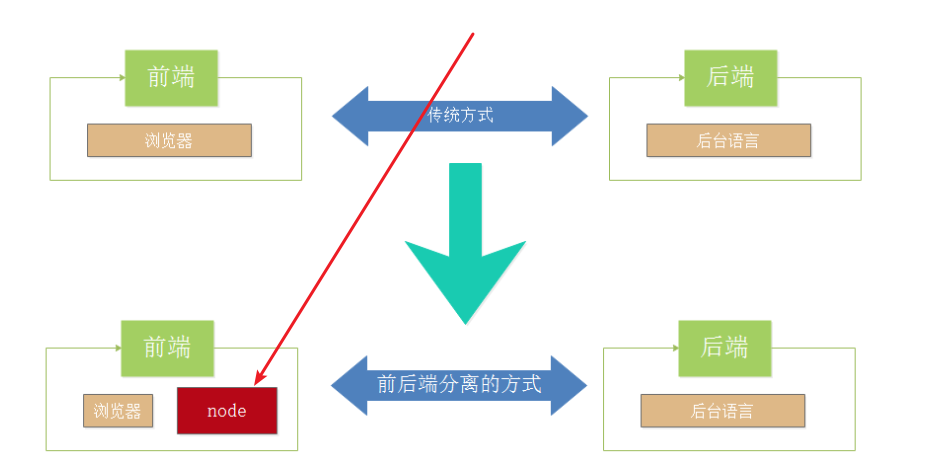 前端
后端
传统方式
浏览器
后台语言
前端
后端
前后端分离的方式
浏览器
node
后台语言